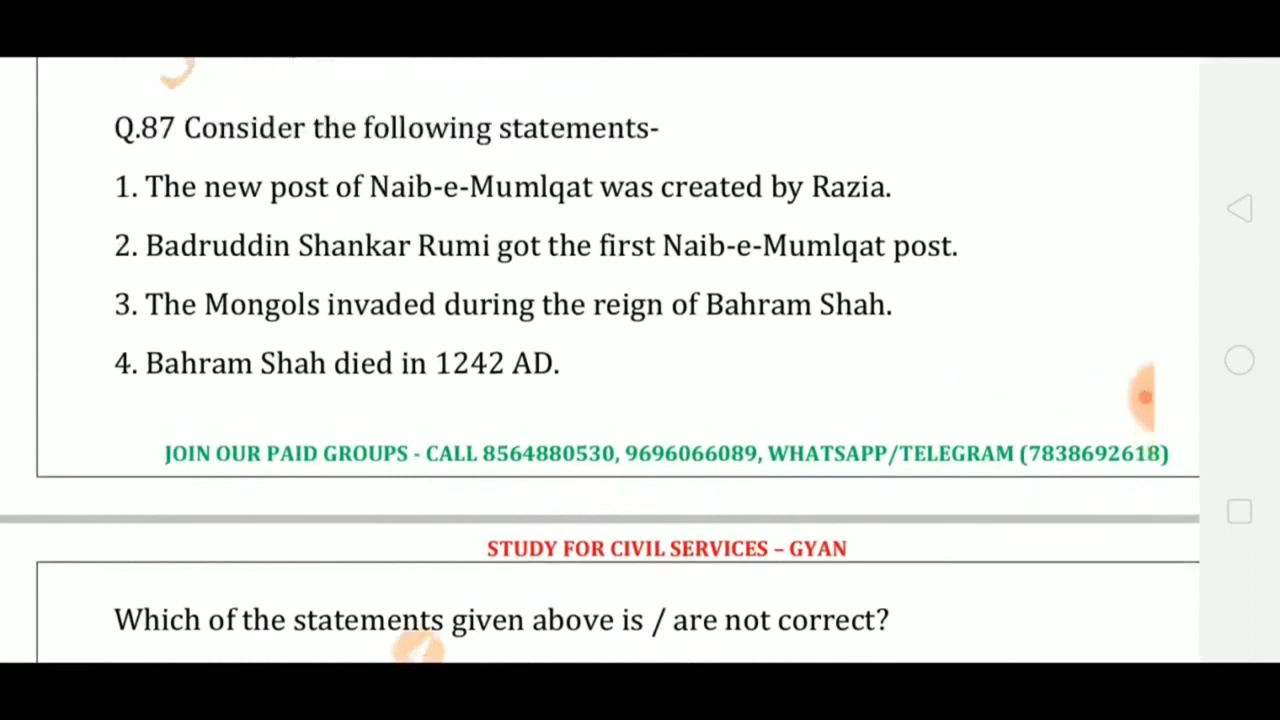 Q.87 Consider the following statements-
1. The new post of Naib-e-Mumlqat was created by Razia.
2. Badruddin Shankar Rumi got the first Naib-e-Mumlqat post.
3. The Mongols invaded during the reign of Bahram Shah.
4. Bahram Shah died in 1242 AD.
JOIN OUR PAID GROUPS - CALL 8564880530, 9696066089, WHATSAPP/TELEGRAM (7838692618)
STUDY FOR CIVIL SERVICES – GYAN
Which of the statements given above is / are not correct?